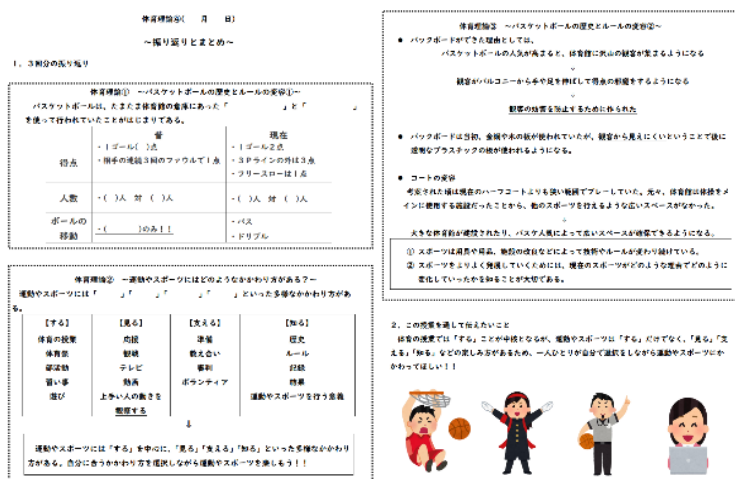 体育理論④(　　月　　日)
～振り返りとまとめ～
１．３回分の振り返り
体育理論①　～バスケットボールの歴史とルールの変容①～
バスケットボールは、たまたま体育館の倉庫にあった「　　　　　　」と「　　　　　　」
を使って行われていたことがはじまりである。
昔
現在
得点
・１ゴール(　)点
・相手の連続３回のファウルで１点
・１ゴール２点
・３Ｐラインの外は３点
・フリースローは１点
人数
・(　)人　対　(　)人
・(　)人　対　(　)人
ボールの
移動
・(　　　　)のみ！！
・パス
・ドリブル
体育理論②　～運動やスポーツにはどのようなかかわり方がある？～
運動やスポーツには「　　　」「　　　」「　　　」「　　　」といった多様なかかわり方があ
る。
【する】
体育の授業
体育祭
部活動
習い事
遊び
【見る】
応援
観戦
テレビ
動画
上手い人の動きを
観察する
【支える】
準備
教え合い
審判
ボランティア
【知る】
歴史
ルール
記録
効果
運動やスポーツを行う意義
⇓
運動やスポーツには「する」を中心に、「見る」「支える」「知る」といった多様なかかわり
方がある。自分に合うかかわり方を選択しながら運動やスポーツを楽しもう！！
体育理論③　～バスケットボールの歴史とルールの変容②～
● バックボードができた理由としては、
バスケットボールの人気が高まると、体育館に沢山の観客が集まるようになる
観客がバルコニーから手や足を伸ばして得点の邪魔をするようになる
観客の妨害を防止するために作られた
● バックボードは当初、金網や木の板が使われていたが、観客から見えにくいということで後に
透明なプラスチックの板が使われるようになる。
● コートの変容
考案された頃は現在のハーフコートよりも狭い範囲でプレーしていた。元々、体育館は体操をメ
インに使用する施設だったことから、他のスポーツを行えるような広いスペースがなかった。
大きな体育館が建設されたり、バスケ人気によって広いスペースが確保できるようになる。
① スポーツは用具や用品、施設の改良などによって技術やルールが変わり続けている。
② スポーツをよりよく発展していくためには、現在のスポーツがどのような理由でどのように
変化していったかを知ることが大切である。
２．この授業を通して伝えたいこと
体育の授業では「する」ことが中核となるが、運動やスポーツは「する」だけでなく、「見る」「支
える」「知る」などの楽しみ方があるため、一人ひとりが自分で選択をしながら運動やスポーツにか
かわってほしい！！